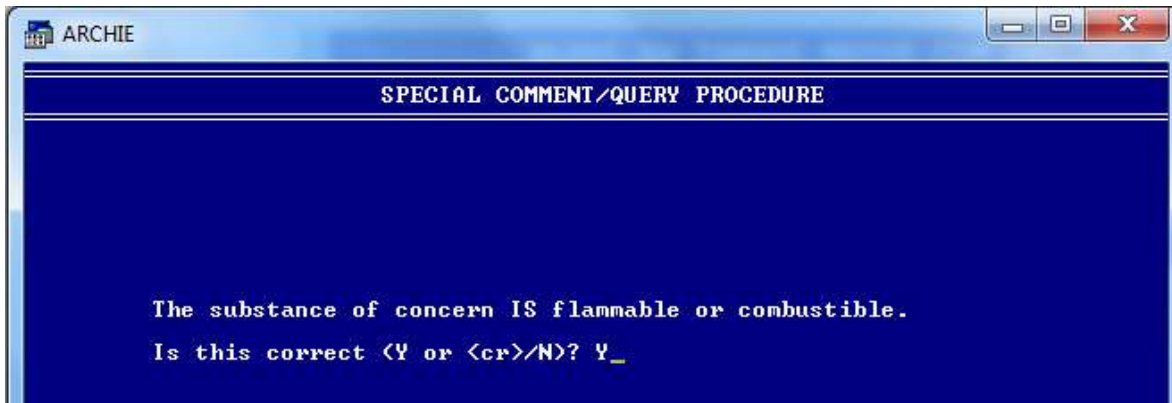 ARCHIE
SPECIAL COMMENT/QUERY PROCEDURE
The substance of concern IS flammable or combustible.
Is this correct (Y or <cr>/N)? Y_